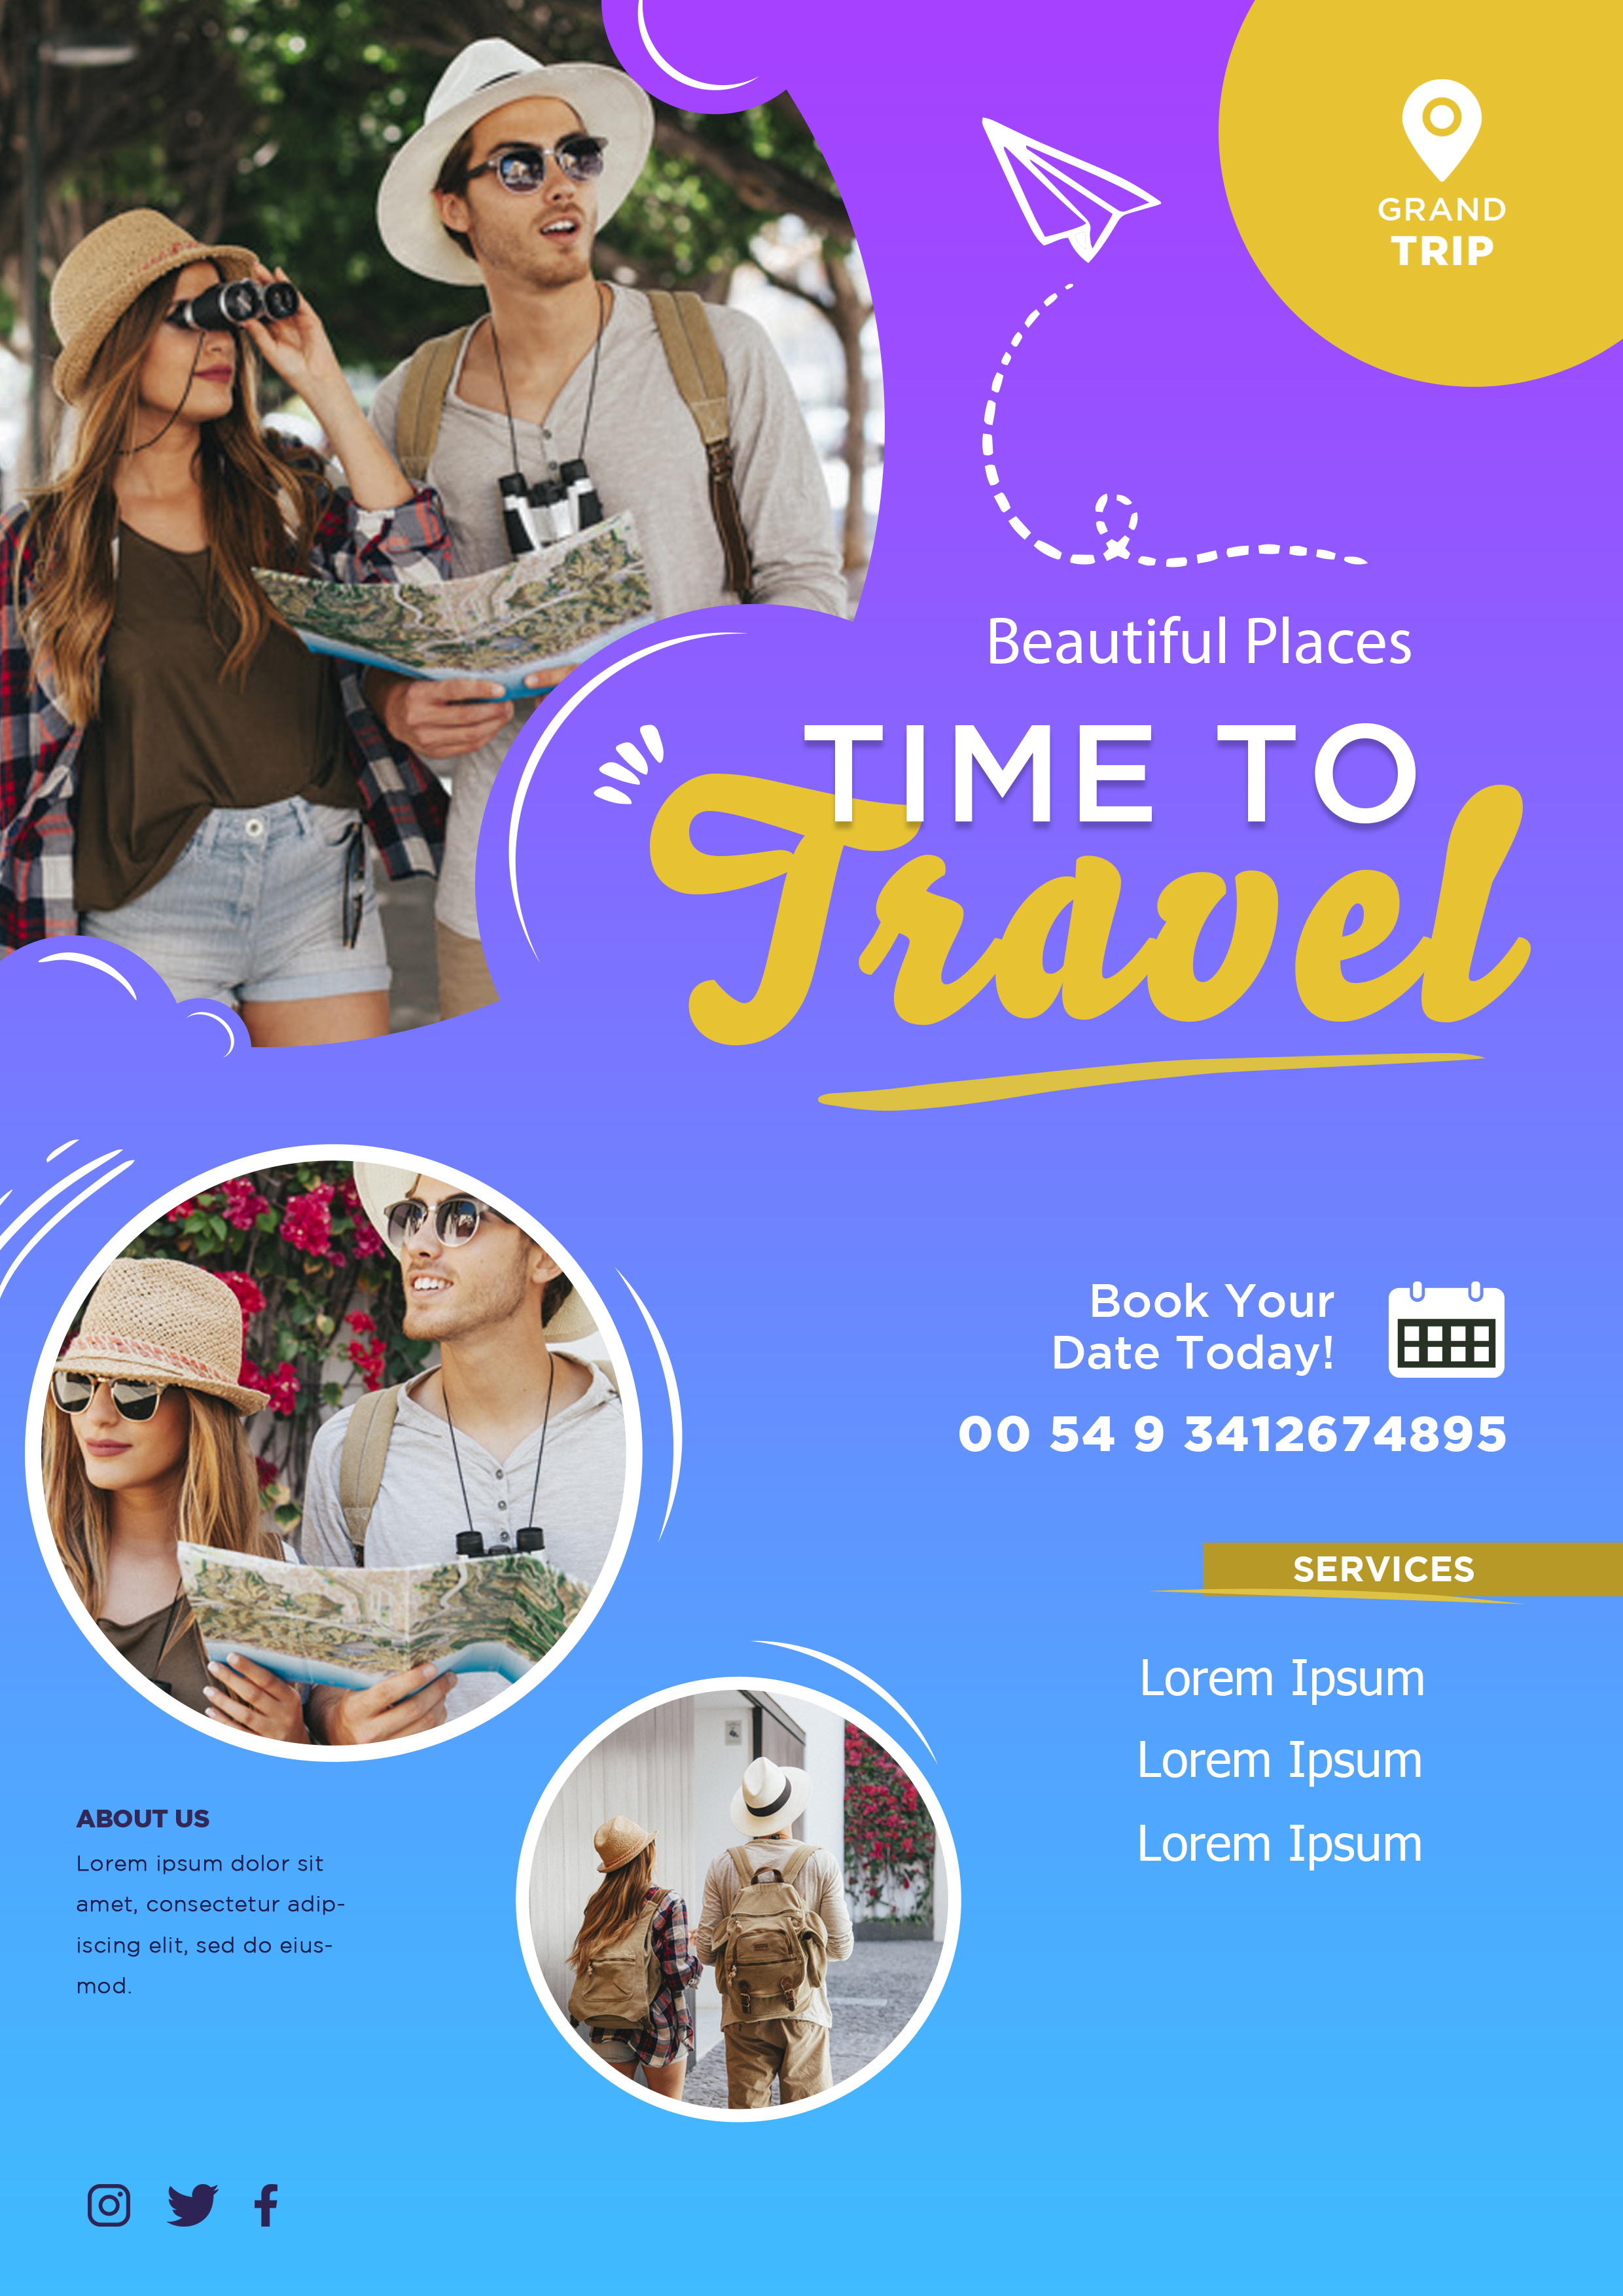 GRAND
TRIP
Beautiful Places
TIME TO
Travel
Book Your
Date Today!
00 54 9 3412674895
SERVICES
Lorem Ipsum
Lorem Ipsum
Lorem Ipsum
ABOUT US
Lorem ipsum dolor sit
amet, consectetur adip-
iscing elit, sed do eius-
mod.